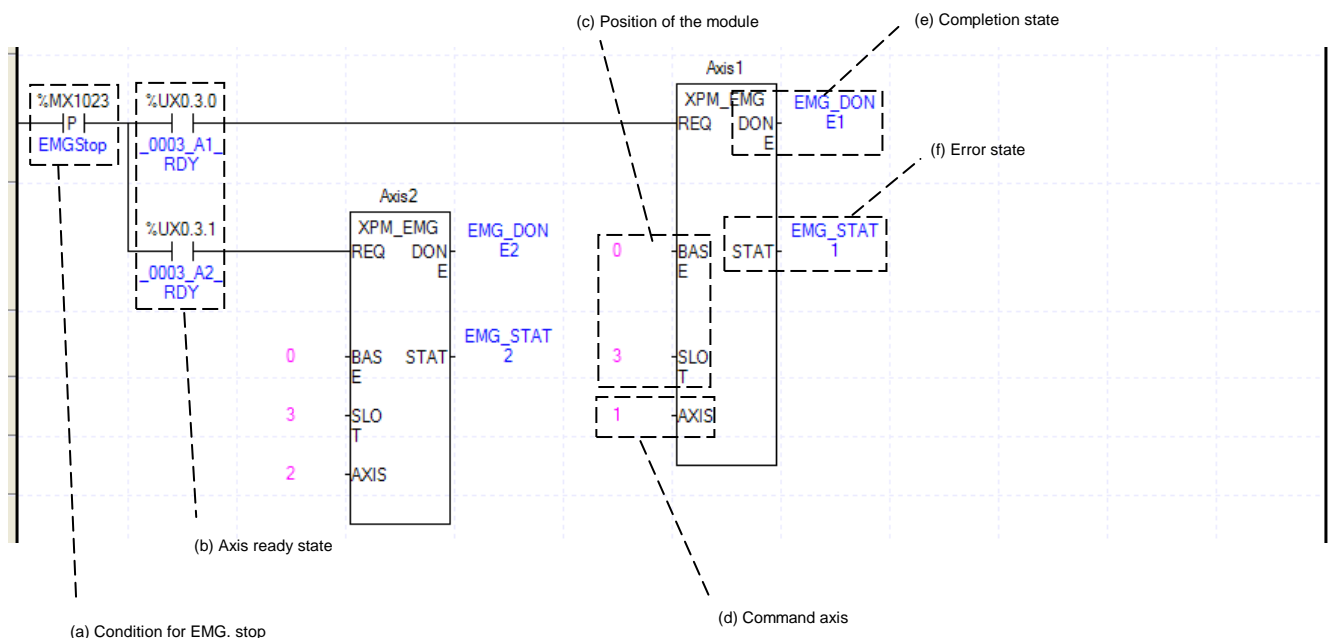 (c) Position of the module
(e) Completion state
Axis1
%MX1023
%UX0.3.0
XPM_EMG
EMG_DON
P
REQ
DON
E1
E
EMGStop
_0003_A1_
RDY
(f) Error state
Axis2
%UX0.3.1
XPM_EMG
EMG_DON
E2
REQ
DON
E
0
BAS
E
STAT
EMG_STAT
1
_0003_A2_
RDY
0
BAS
E
STAT
EMG_STAT
2
3
SLO
T
3
SLO
T
1
AXIS
2
AXIS
(b) Axis ready state
(d) Command axis
(a) Condition for EMG. stop